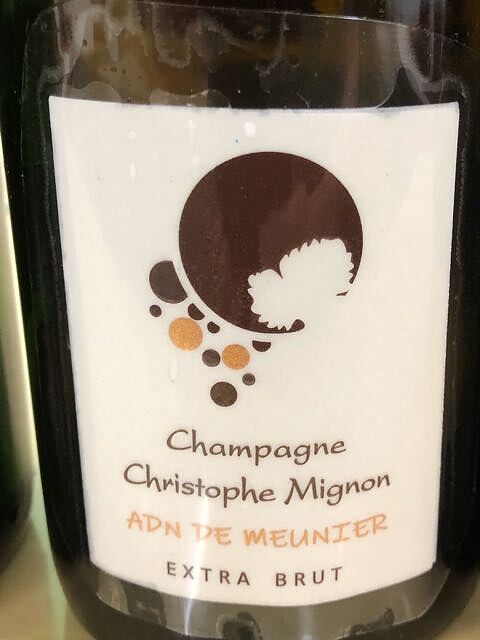 Champagne
Christophe Mignon
ADN DE MEUNIER
EXTRA BRUT